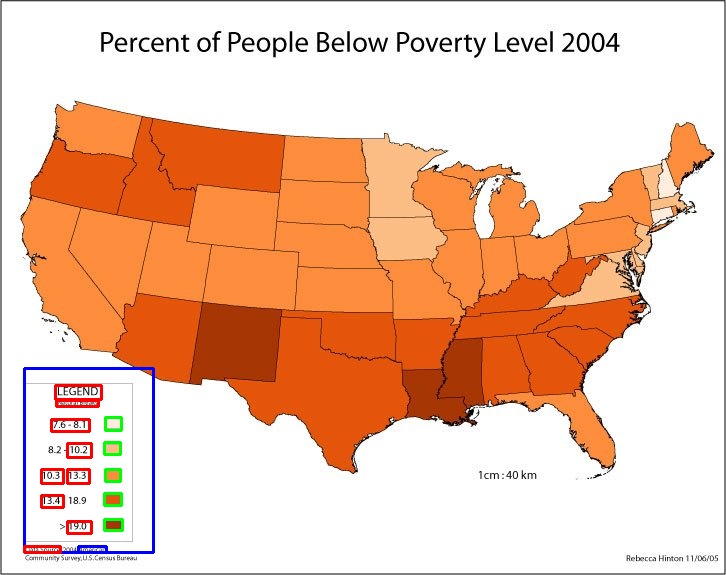 Percent of People Below Poverty Level 2004
LEGEND
7.6 - 8.1
8.2 - 10.2
10.3 13.3
13.4 18.9
> 19.0
1cm : 40 km
2004
Community Survey, U.S. Census Bureau
Rebecca Hinton 11/06/05